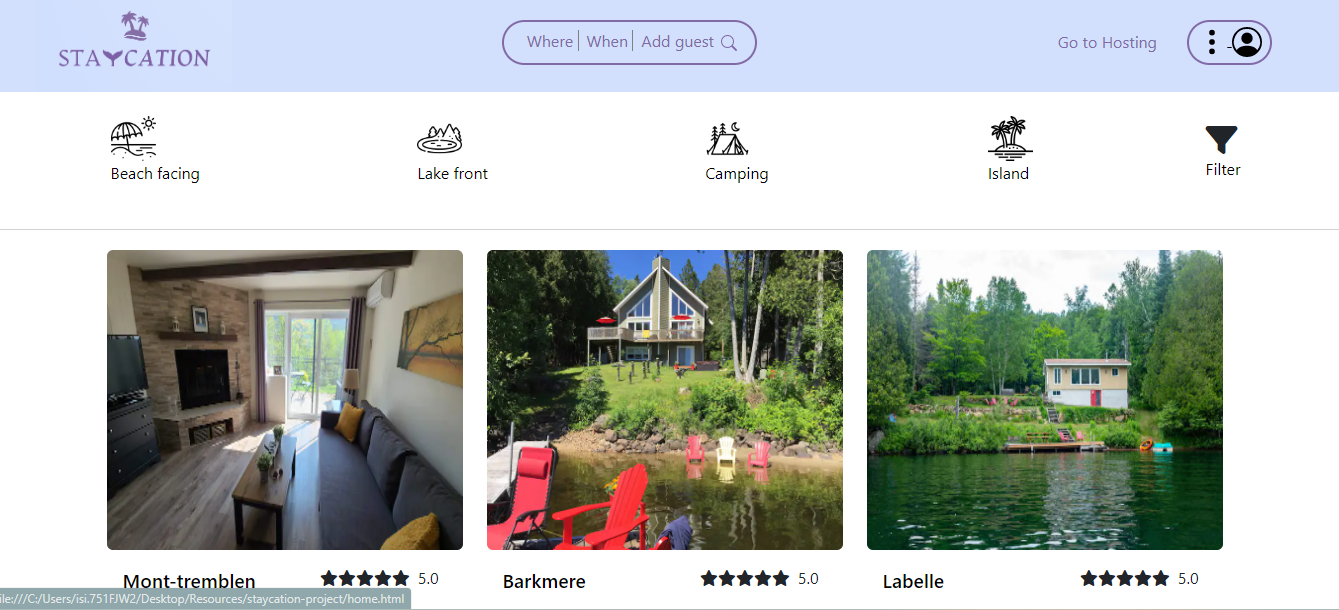 STAYCATION
Where When Add guest
Go to Hosting
Beach facing
Lake front
Camping
Island
Filter
Mont-tremblen 5.0
Barkmere 5.0
Labelle 5.0
ile:///C:/Users/isi.751FJW2/Desktop/Resources/staycation-project/home.html